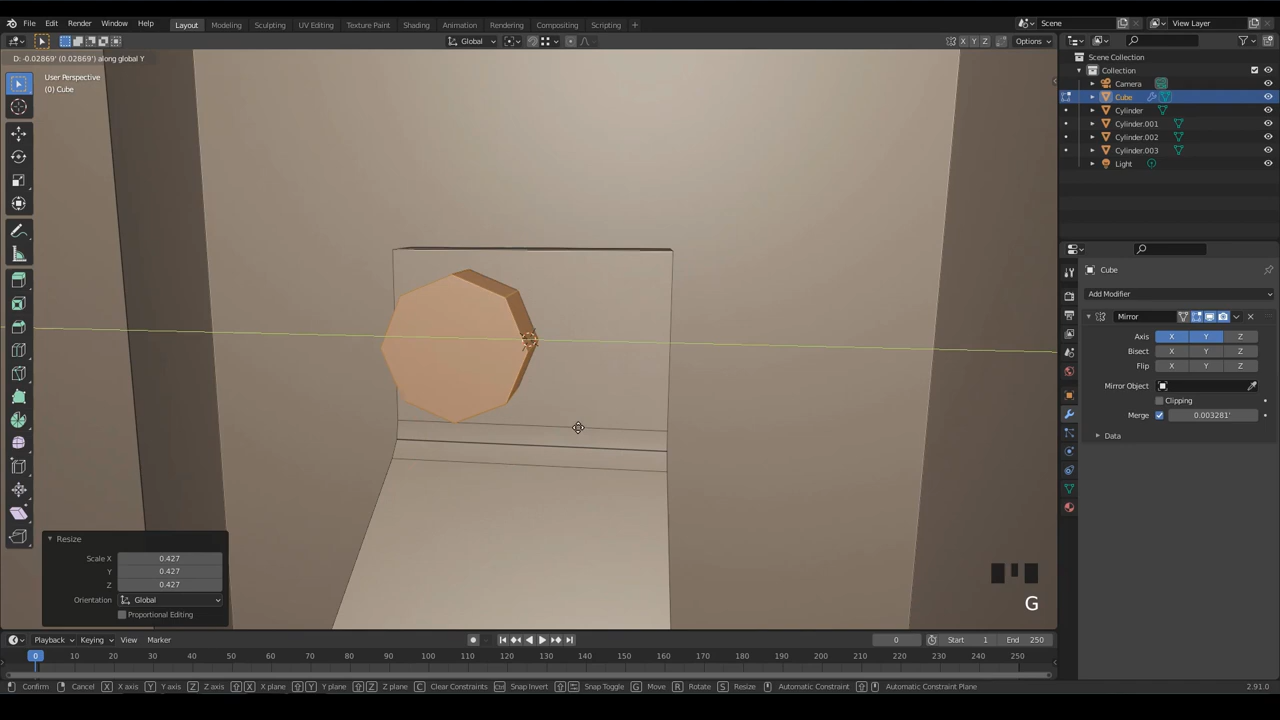 File Edit Render Window Help Layout Modeling Sculpting UV Editing Texture Paint Shading Animation Rendering Compositing Scripting + Scene View Layer
Global X Y Z Options
D: -0.02869' (0.02869') along global Y
User Perspective
(0) Cube
Scene Collection
Collection
Camera
Cube
Cylinder
Cylinder.001
Cylinder.002
Cylinder.003
Light
Cube
Add Modifier
Mirror
Axis X Y Z
Bisect X Y Z
Flip X Y Z
Mirror Object
Clipping
Merge 0.003281'
Data
Resize
Scale X 0.427
Y 0.427
Z 0.427
Orientation Global
Proportional Editing
G
Playback Keying View Marker 0 Start 1 End 250
0 10 20 30 40 50 60 70 80 90 100 110 120 130 140 150 160 170 180 190 200 210 220 230 240 250
Confirm Cancel X X axis Y Y axis Z Z axis X X plane Y Y plane Z Z plane C Clear Constraints Ctrl Snap Invert Snap Toggle G Move R Rotate S Resize Automatic Constraint Automatic Constraint Plane 2.91.0